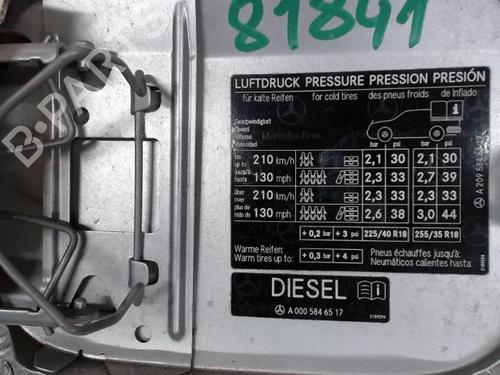 81841
B-PARTS
LUFTDRUCK PRESSURE PRESSION PRESIÓN
für kalte Reifen for cold tires des pneus froids de inflado
Geschwindigkeit
Speed
Vitesse
Velocidad
Mercedes-Benz
bis
up to
jusqu'à
hasta
210 km/h 2,1 30 2,1 30
130 mph 2,3 33 2,7 39
über
over
plus de
más de
210 km/h 2,3 33 2,3 33
130 mph 2,6 38 3,0 44
+ 0,2 bar + 3 psi 225/40 R18 255/35 R18
Warme Reifen:
Warm tires up to:
+ 0,3 bar + 4 psi
Pneus échauffés jusqu'à:
Neumáticos calientes hasta:
A 209 584
DIESEL
A 000 584 65 17